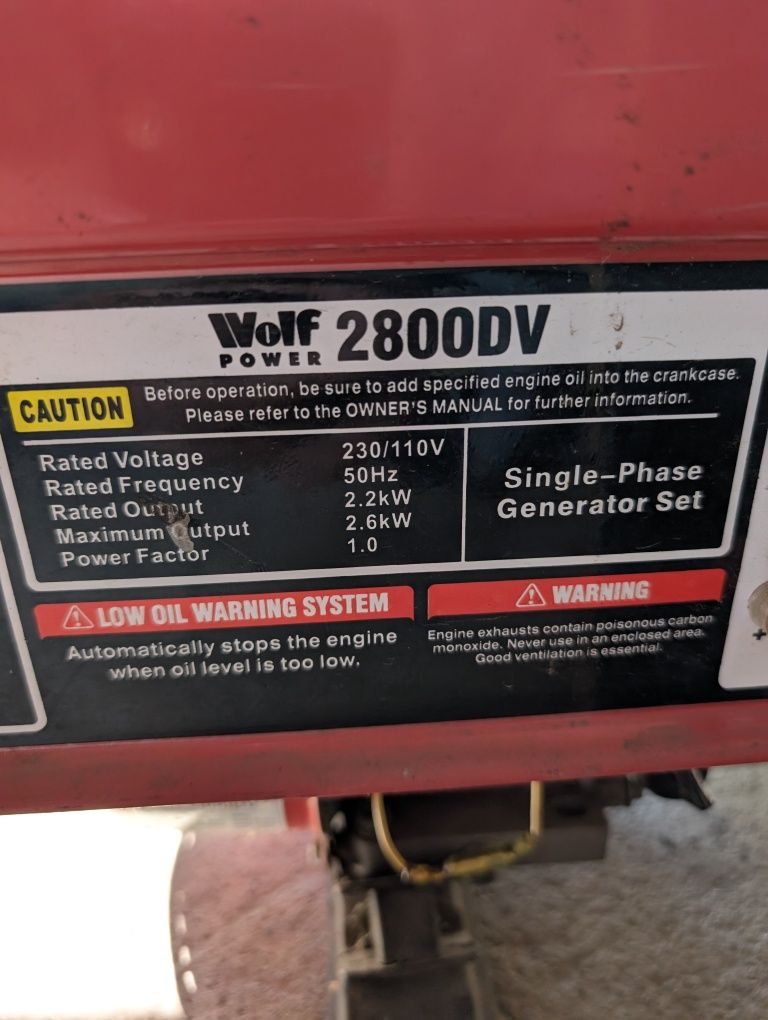 Wolf
POWER
2800DV
CAUTION
Before operation, be sure to add specified engine oil into the crankcase.
Please refer to the OWNER'S MANUAL for further information.
Rated Voltage 230/110V
Rated Frequency 50Hz
Rated Output 2.2kW
Maximum Output 2.6kW
Power Factor 1.0
Single-Phase
Generator Set
LOW OIL WARNING SYSTEM
Automatically stops the engine
when oil level is too low.
WARNING
Engine exhausts contain poisonous carbon
monoxide. Never use in an enclosed area.
Good ventilation is essential.
+